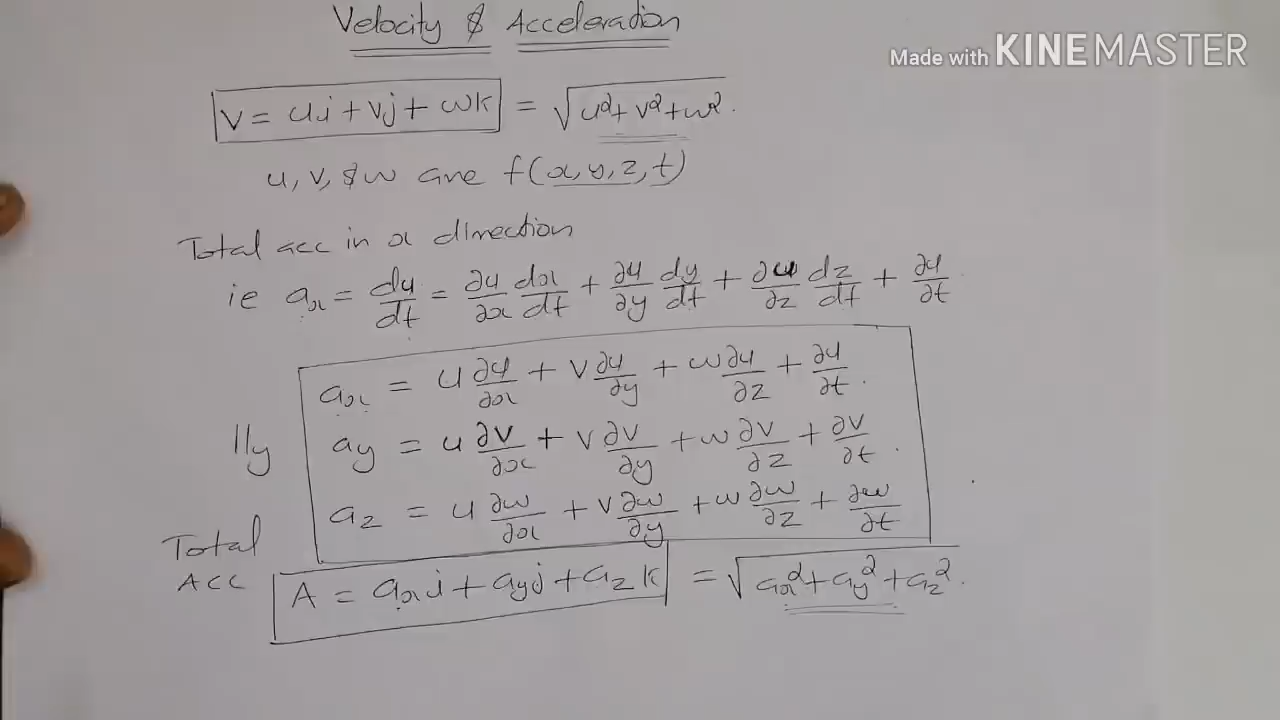 Velocity & Acceleration
Made with KINEMASTER
V = ui + vj + wk = √u²+v²+w².
u, v, & w are f(x, y, z, t)
Total acc in x direction
ie aₓ = du/dt = ∂u/∂x dx/dt + ∂u/∂y dy/dt + ∂u/∂z dz/dt + ∂u/∂t
aₓ = u ∂u/∂x + v ∂u/∂y + w ∂u/∂z + ∂u/∂t.
lly ay = u ∂v/∂x + v ∂v/∂y + w ∂v/∂z + ∂v/∂t.
az = u ∂w/∂x + v ∂w/∂y + w ∂w/∂z + ∂w/∂t
Total
Acc A = aₓi + ayj + azk = √aₓ²+ay²+az².